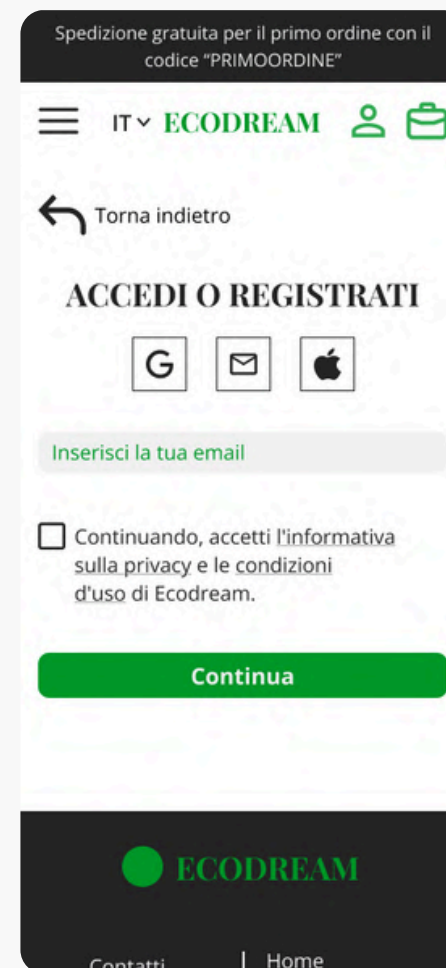 Spedizione gratuita per il primo ordine con il
codice “PRIMOORDINE”
IT ECODREAM
Torna indietro
ACCEDI O REGISTRATI
G
Inserisci la tua email
Continuando, accetti l'informativa
sulla privacy e le condizioni
d'uso di Ecodream.
Continua
ECODREAM
Contatti | Home